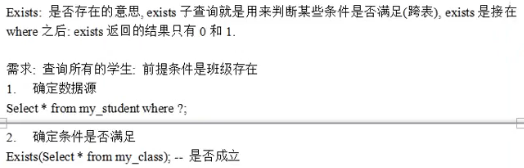 Exists: 是否存在的意思, exists 子查询就是用来判断某些条件是否满足(跨表), exists 是接在
where 之后: exists 返回的结果只有 0 和 1.
需求: 查询所有的学生: 前提条件是班级存在
1. 确定数据源
Select * from my_student where ?;
2. 确定条件是否满足
Exists(Select * from my_class); -- 是否成立